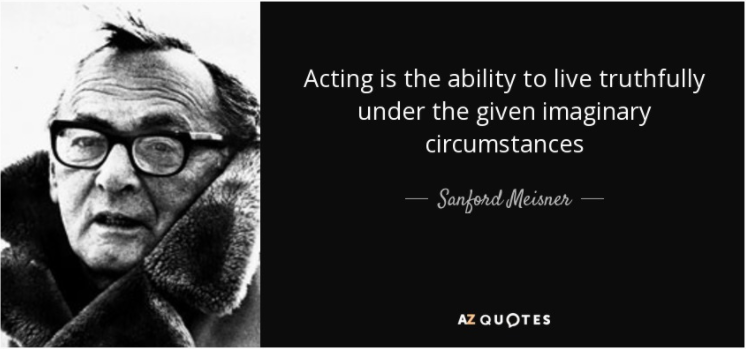 Acting is the ability to live truthfully
under the given imaginary
circumstances
Sanford Meisner
AZ QUOTES